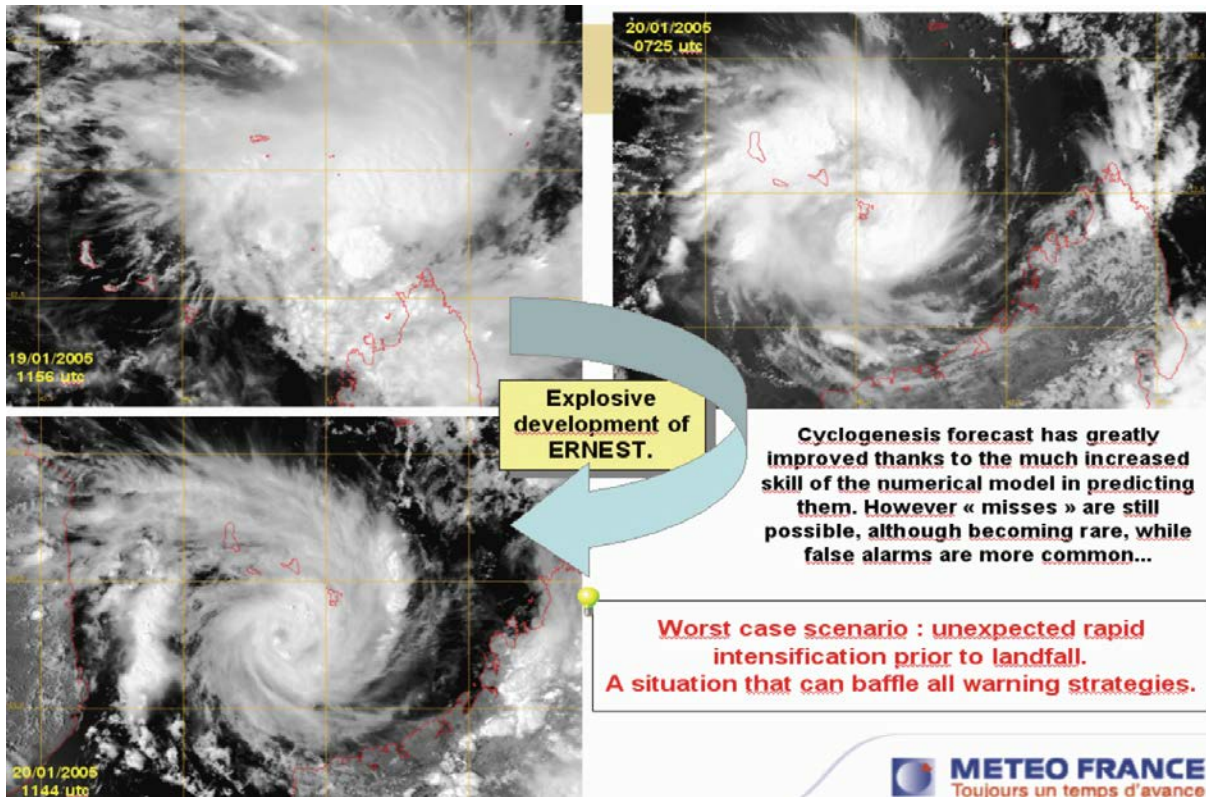 19/01/2005
1156 utc
20/01/2005
0725 utc
Explosive
development of
ERNEST.
20/01/2005
1144 utc
Cyclogenesis forecast has greatly
improved thanks to the much increased
skill of the numerical model in predicting
them. However « misses » are still
possible, although becoming rare, while
false alarms are more common...
Worst case scenario : unexpected rapid
intensification prior to landfall.
A situation that can baffle all warning strategies.
METEO FRANCE
Toujours un temps d'avance